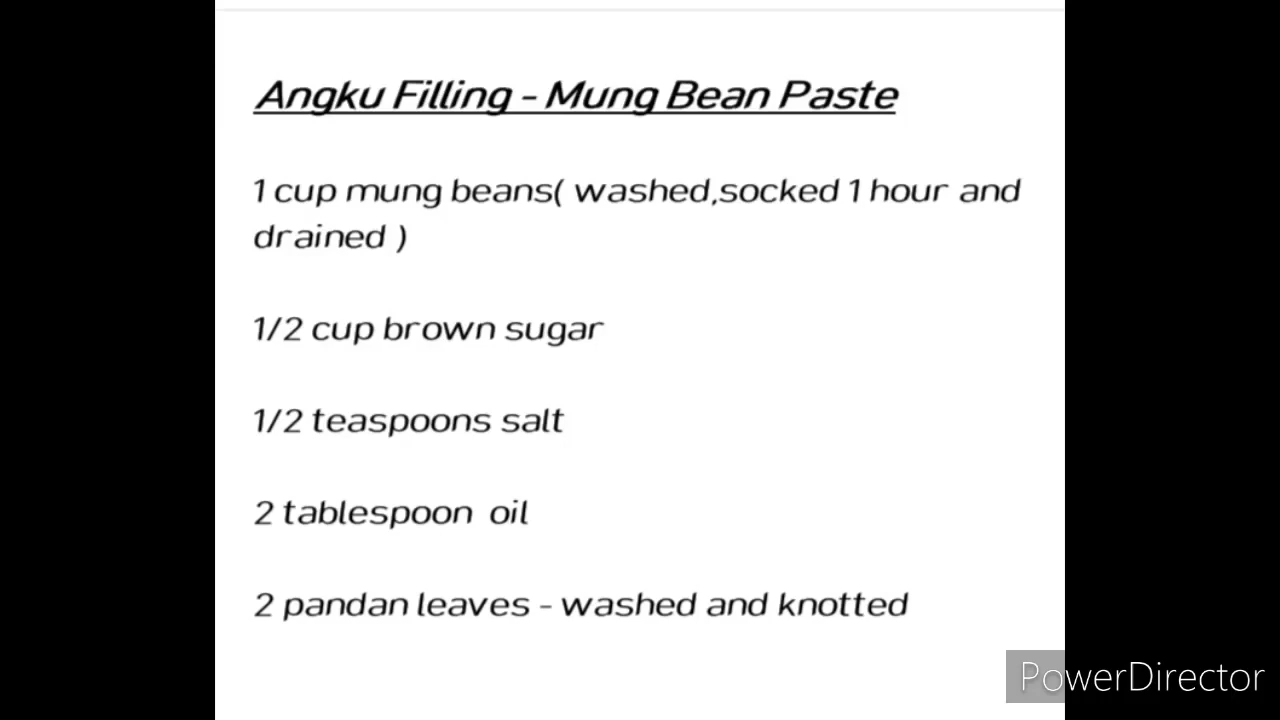 Angku Filling - Mung Bean Paste
1 cup mung beans( washed,socked 1 hour and
drained )
1/2 cup brown sugar
1/2 teaspoons salt
2 tablespoon oil
2 pandan leaves - washed and knotted
PowerDirector